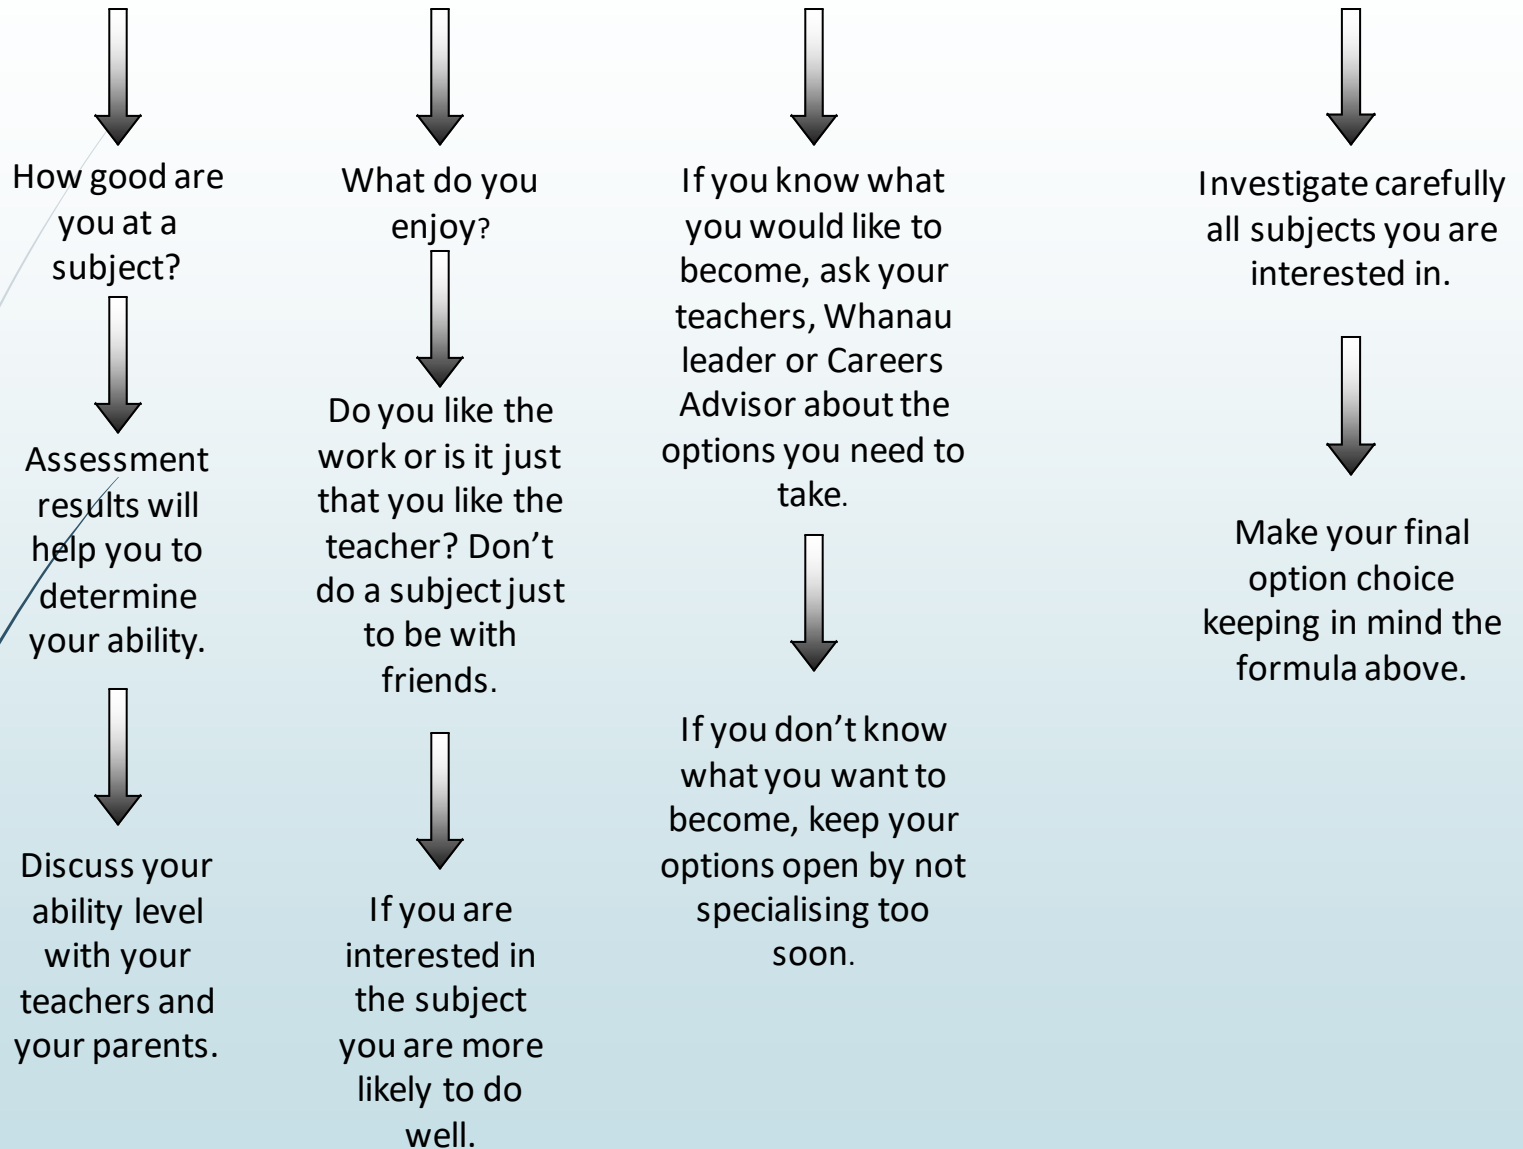 How good are
you at a
subject?
Assessment
results will
help you to
determine
your ability.
Discuss your
ability level
with your
teachers and
your parents.
What do you
enjoy?
Do you like the
work or is it just
that you like the
teacher? Don’t
do a subject just
to be with
friends.
If you are
interested in
the subject
you are more
likely to do
well.
If you know what
you would like to
become, ask your
teachers, Whanau
leader or Careers
Advisor about the
options you need to
take.
If you don’t know
what you want to
become, keep your
options open by not
specialising too
soon.
Investigate carefully
all subjects you are
interested in.
Make your final
option choice
keeping in mind the
formula above.